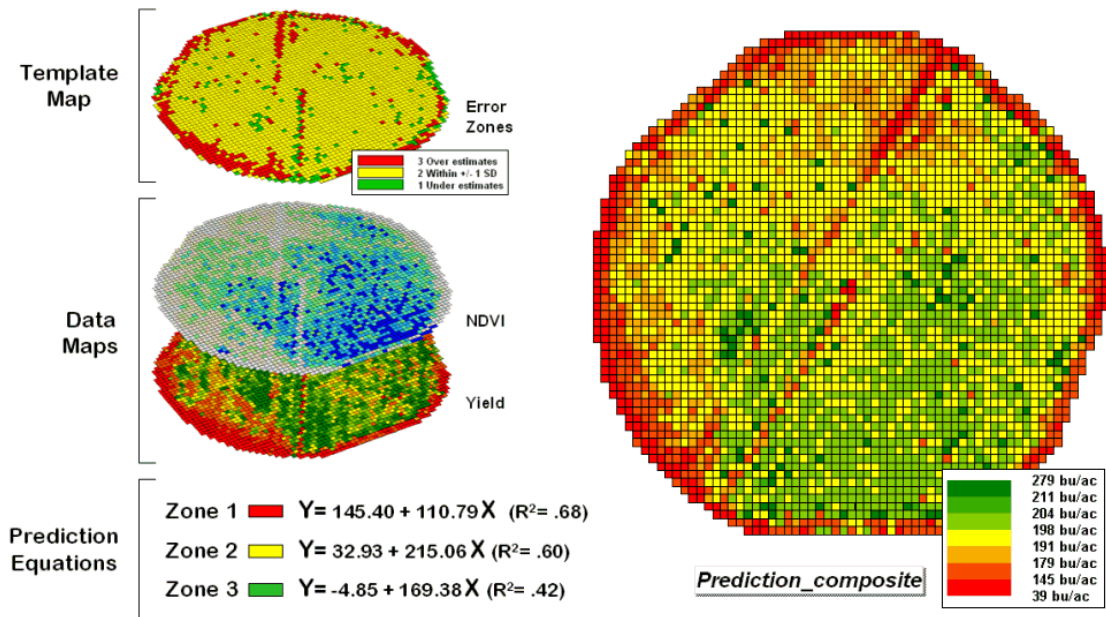 Template
Map
Error
Zones
3 Over estimates
2 Within +/- 1 SD
1 Under estimates
Data
Maps
NDVI
Yield
Prediction
Equations
Zone 1 Y= 145.40 + 110.79 X (R²= .68)
Zone 2 Y= 32.93 + 215.06 X (R²= .60)
Zone 3 Y= -4.85 + 169.38 X (R²= .42)
Prediction_composite
279 bu/ac
211 bu/ac
204 bu/ac
198 bu/ac
191 bu/ac
179 bu/ac
145 bu/ac
39 bu/ac